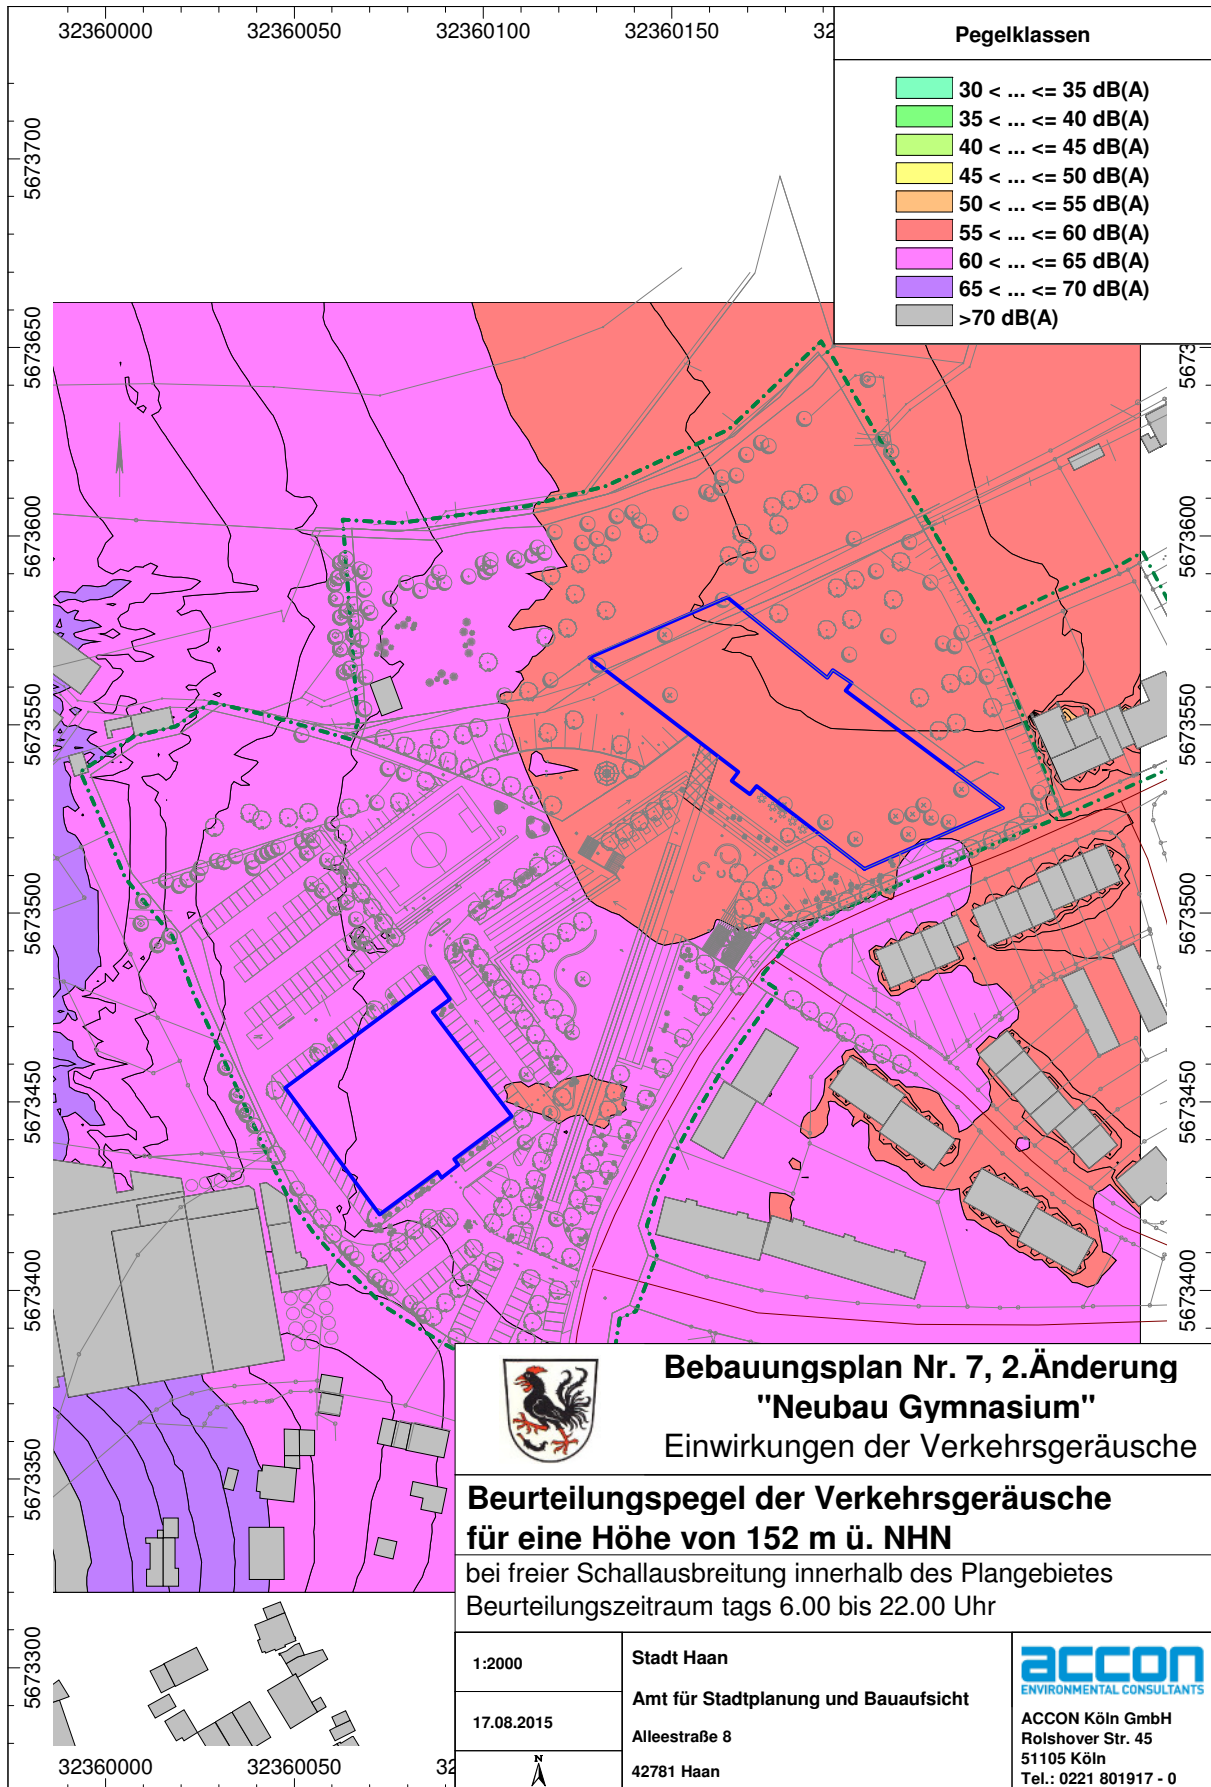 32360000 32360050 32360100 32360150 32
Pegelklassen
30 < ... <= 35 dB(A)
35 < ... <= 40 dB(A)
40 < ... <= 45 dB(A)
45 < ... <= 50 dB(A)
50 < ... <= 55 dB(A)
55 < ... <= 60 dB(A)
60 < ... <= 65 dB(A)
65 < ... <= 70 dB(A)
>70 dB(A)
5673700
5673650
5673600
5673550
5673500
5673450
5673400
5673350
5673300
5673
5673600
5673550
5673500
5673450
5673400
Bebauungsplan Nr. 7, 2.Änderung
"Neubau Gymnasium"
Einwirkungen der Verkehrsgeräusche
Beurteilungspegel der Verkehrsgeräusche
für eine Höhe von 152 m ü. NHN
bei freier Schallausbreitung innerhalb des Plangebietes
Beurteilungszeitraum tags 6.00 bis 22.00 Uhr
1:2000
17.08.2015
N
Stadt Haan
Amt für Stadtplanung und Bauaufsicht
Alleestraße 8
42781 Haan
accon
ENVIRONMENTAL CONSULTANTS
ACCON Köln GmbH
Rolshover Str. 45
51105 Köln
Tel.: 0221 801917 - 0
32360000 32360050 32